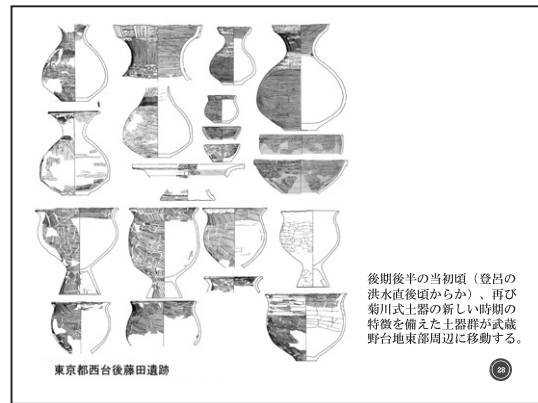 後期後半の当初頃（登呂の
洪水直後頃からか）、再び
菊川式土器の新しい時期の
特徴を備えた土器群が武蔵
野台地東部周辺に移動する。
東京都西台後藤田遺跡
28